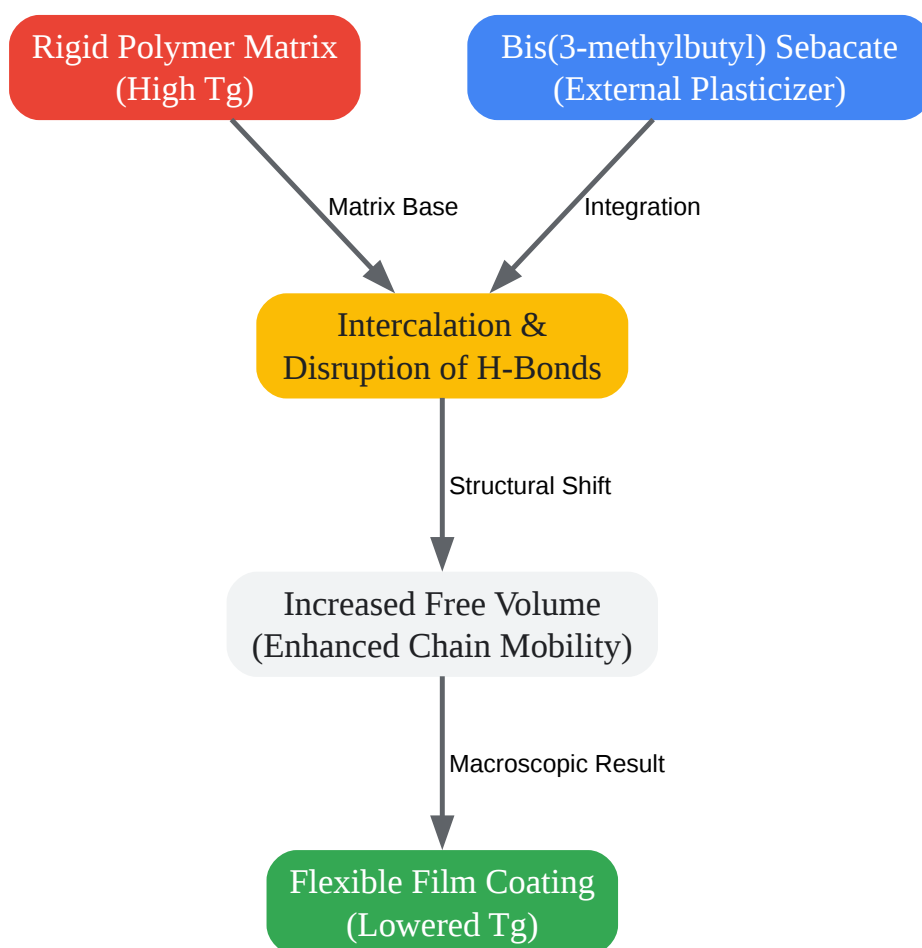 Rigid Polymer Matrix
(High Tg)
Bis(3-methylbutyl) Sebacate
(External Plasticizer)
Matrix Base
Integration
Intercalation &
Disruption of H-Bonds
Structural Shift
Increased Free Volume
(Enhanced Chain Mobility)
Macroscopic Result
Flexible Film Coating
(Lowered Tg)